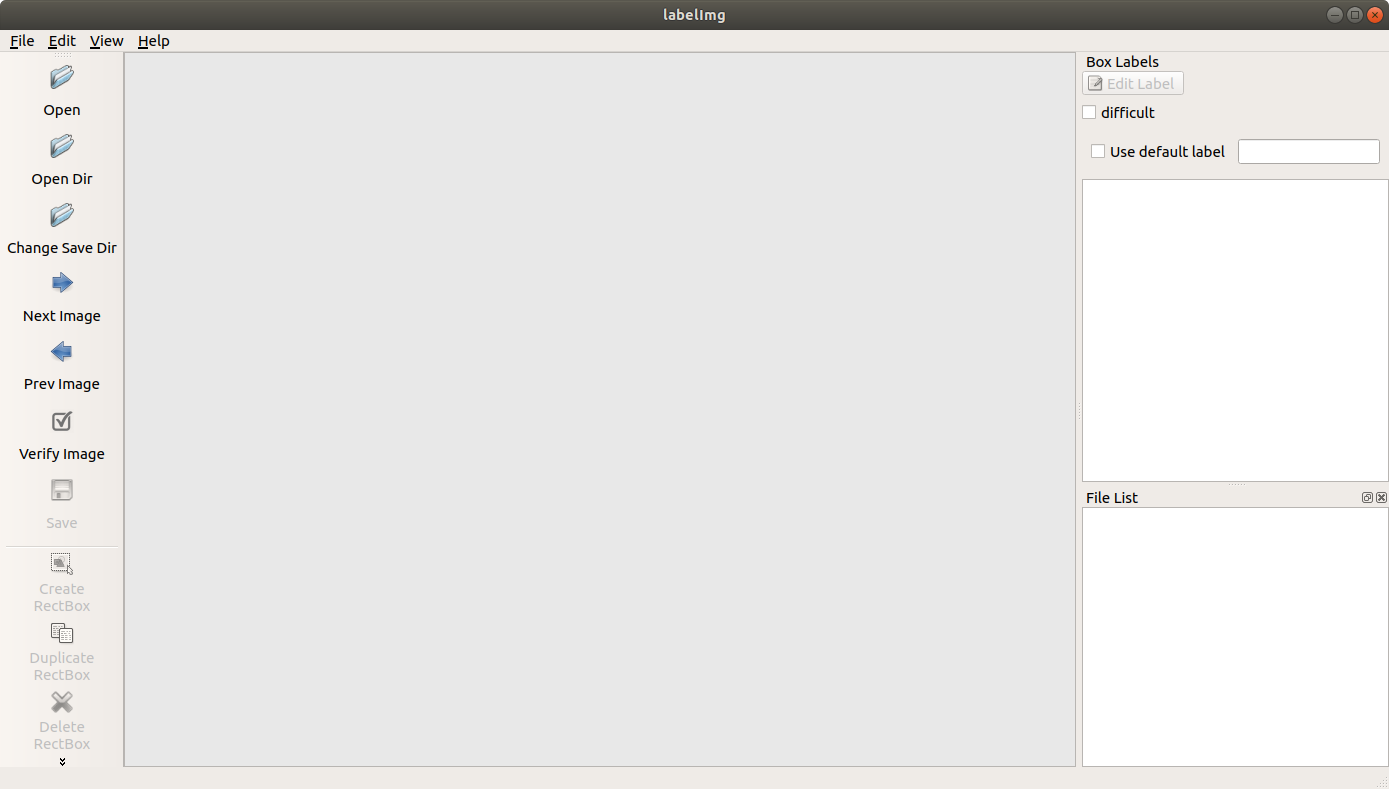 labelImg
File Edit View Help
Open
Open Dir
Change Save Dir
Next Image
Prev Image
Verify Image
Save
Create
RectBox
Duplicate
RectBox
Delete
RectBox
Box Labels
Edit Label
difficult
Use default label
File List